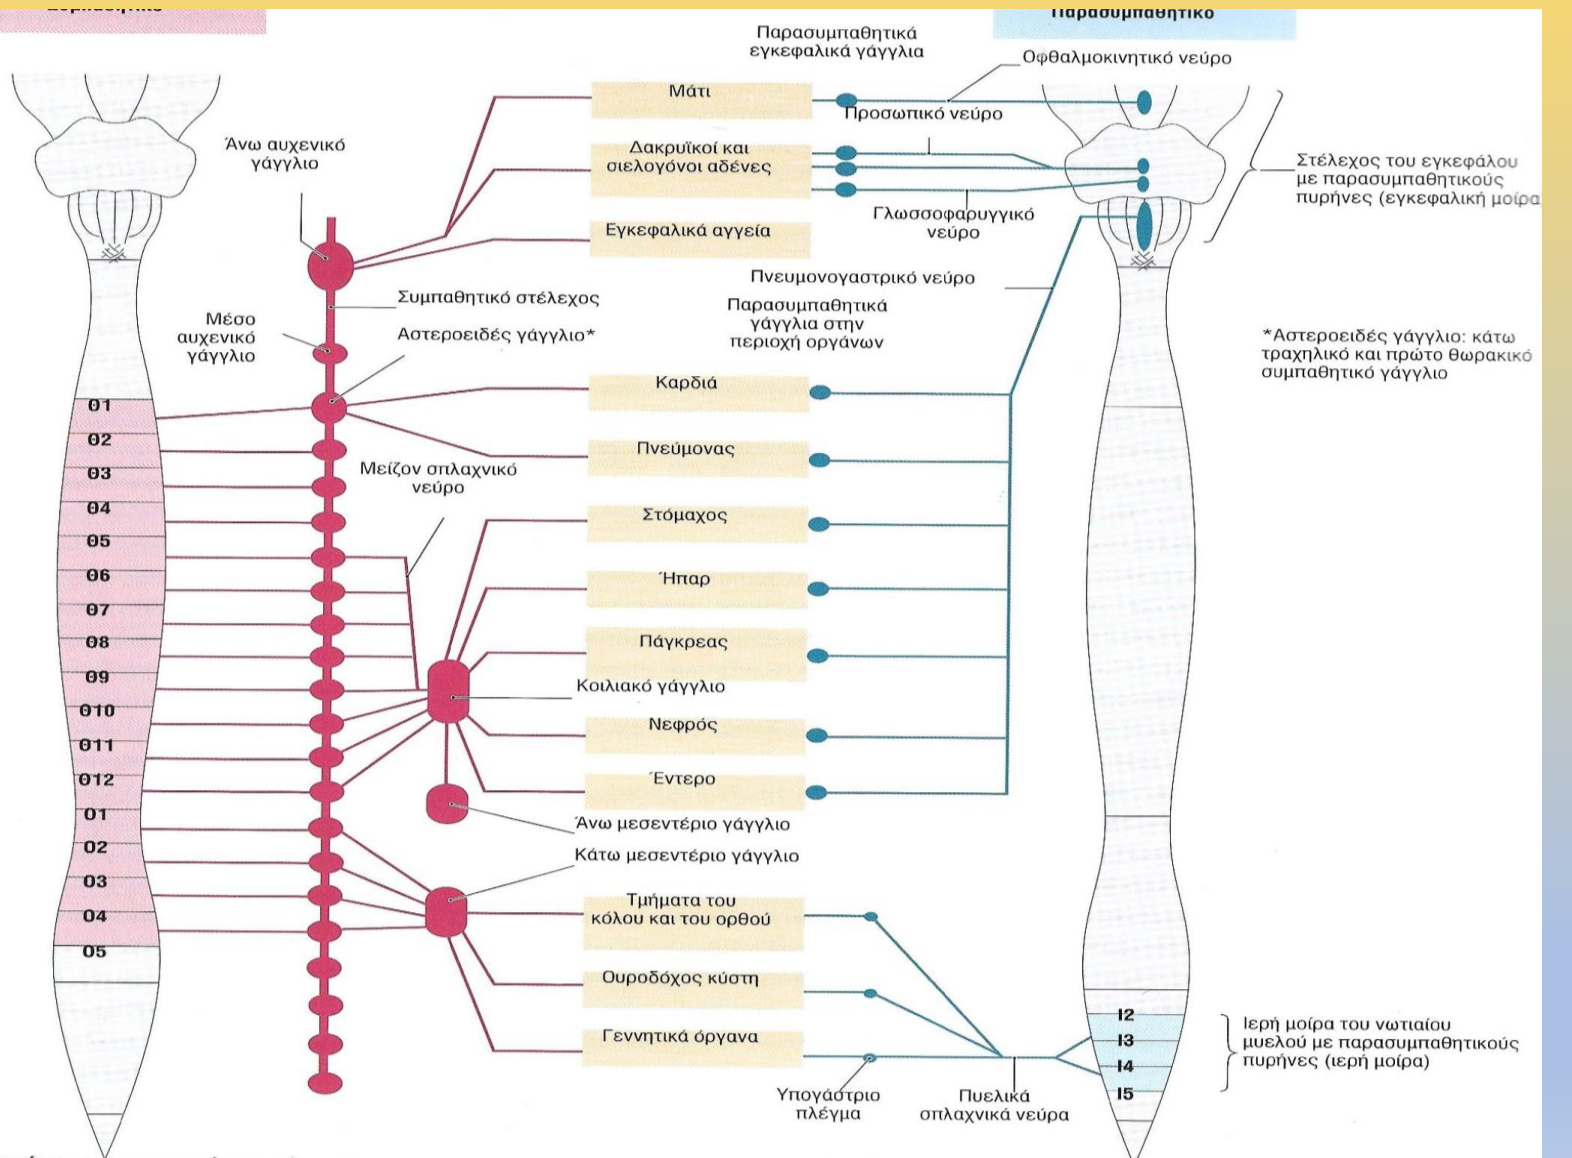 Παρασυμπαθητικό
Παρασυμπαθητικά
εγκεφαλικά γάγγλια
Οφθαλμοκινητικό νεύρο
Μάτι
Προσωπικό νεύρο
Άνω αυχενικό
γάγγλιο
Δακρυϊκοί και
σιελογόνοι αδένες
Στέλεχος του εγκεφάλου
με παρασυμπαθητικούς
πυρήνες (εγκεφαλική μοίρα
Γλωσσοφαρυγγικό
νεύρο
Εγκεφαλικά αγγεία
Πνευμονογαστρικό νεύρο
Συμπαθητικό στέλεχος
Παρασυμπαθητικά
γάγγλια στην
περιοχή οργάνων
Μέσο
αυχενικό
γάγγλιο
Αστεροειδές γάγγλιο*
*Αστεροειδές γάγγλιο: κάτω
τραχηλικό και πρώτο θωρακικό
συμπαθητικό γάγγλιο
Καρδιά
Θ1
Θ2
Θ3
Θ4
Θ5
Θ6
Θ7
Θ8
Θ9
Θ10
Θ11
Θ12
Ο1
Ο2
Ο3
Ο4
Ο5
Πνεύμονας
Μείζον σπλαχνικό
νεύρο
Στόμαχος
Ήπαρ
Πάγκρεας
Κοιλιακό γάγγλιο
Νεφρός
Έντερο
Άνω μεσεντέριο γάγγλιο
Κάτω μεσεντέριο γάγγλιο
Τμήματα του
κόλου και του ορθού
Ουροδόχος κύστη
Γεννητικά όργανα
Ι2
Ι3
Ι4
Ι5
Ιερή μοίρα του νωτιαίου
μυελού με παρασυμπαθητικούς
πυρήνες (ιερή μοίρα)
Υπογάστριο
πλέγμα
Πυελικά
σπλαχνικά νεύρα